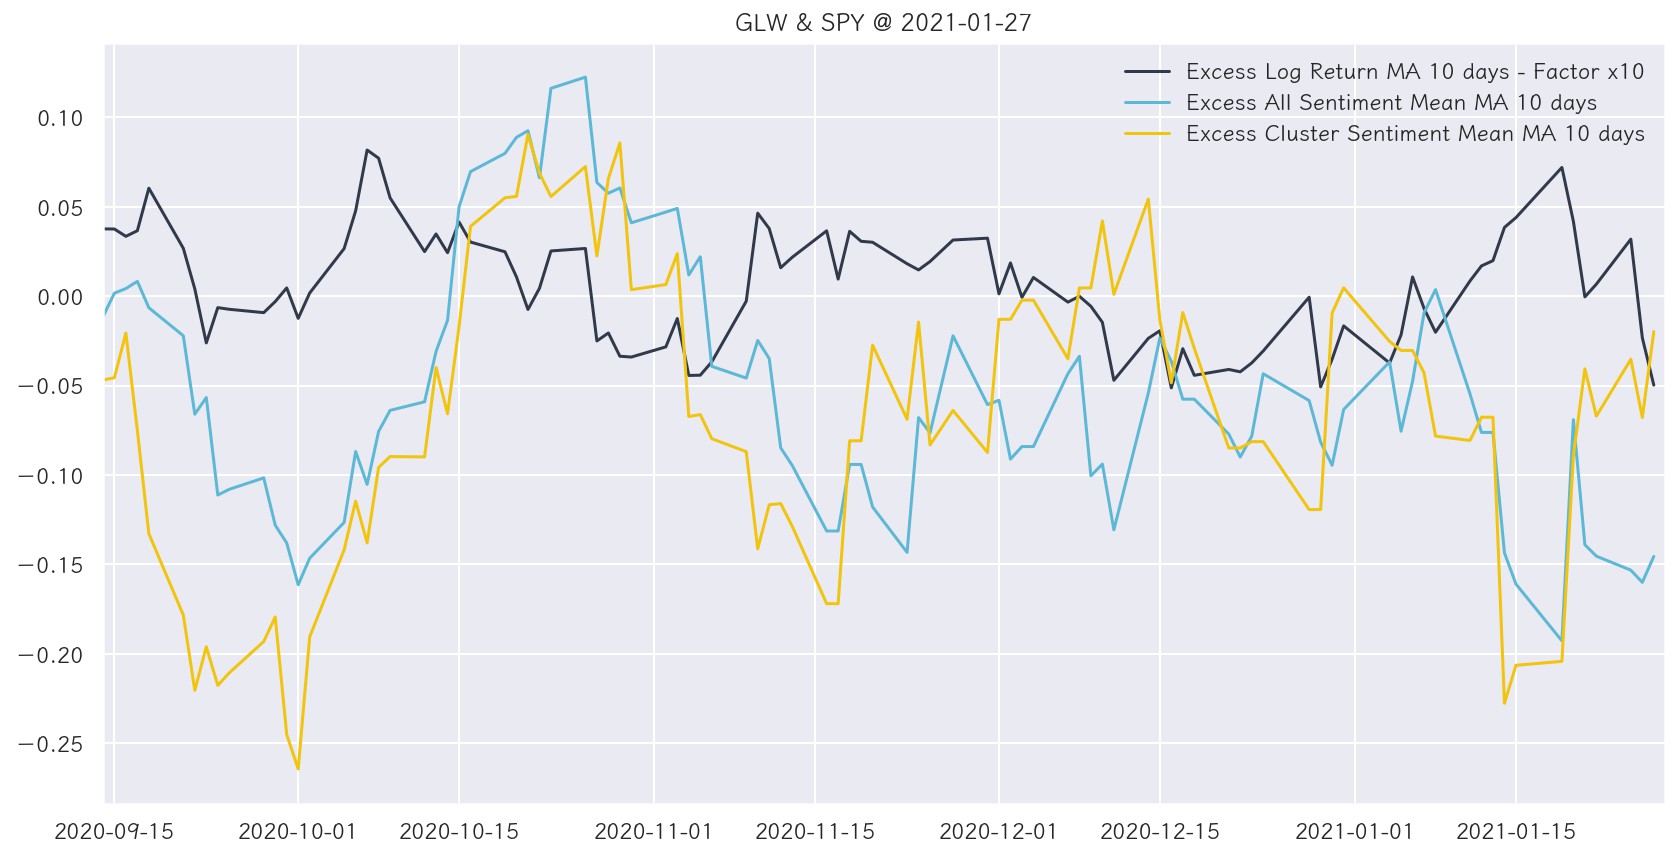 GLW & SPY @ 2021-01-27
Excess Log Return MA 10 days - Factor x10
Excess All Sentiment Mean MA 10 days
Excess Cluster Sentiment Mean MA 10 days
0.10
0.05
0.00
−0.05
−0.10
−0.15
−0.20
−0.25
2020-09-15 2020-10-01 2020-10-15 2020-11-01 2020-11-15 2020-12-01 2020-12-15 2021-01-01 2021-01-15